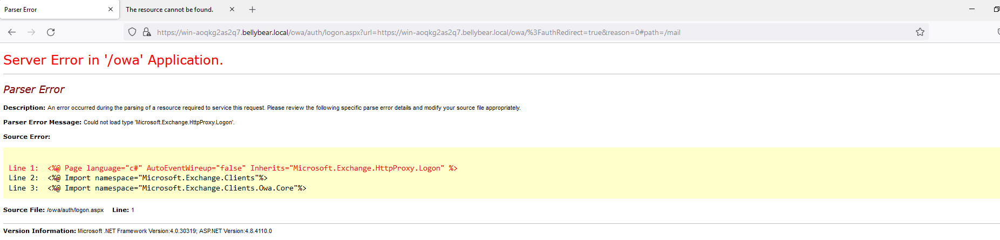 Parser Error
The resource cannot be found.
https://win-aoqkg2as2q7.bellybear.local/owa/auth/logon.aspx?url=https://win-aoqkg2as2q7.bellybear.local/owa/%3FauthRedirect=true&reason=0#path=/mail
Server Error in '/owa' Application.
Parser Error
Description: An error occurred during the parsing of a resource required to service this request. Please review the following specific parse error details and modify your source file appropriately.
Parser Error Message: Could not load type 'Microsoft.Exchange.HttpProxy.Logon'.
Source Error:
Line 1:  <%@ Page language="c#" AutoEventWireup="false" Inherits="Microsoft.Exchange.HttpProxy.Logon" %>
Line 2:  <%@ Import namespace="Microsoft.Exchange.Clients"%>
Line 3:  <%@ Import namespace="Microsoft.Exchange.Clients.Owa.Core"%>
Source File: /owa/auth/logon.aspx    Line: 1
Version Information: Microsoft .NET Framework Version:4.0.30319; ASP.NET Version:4.8.4110.0